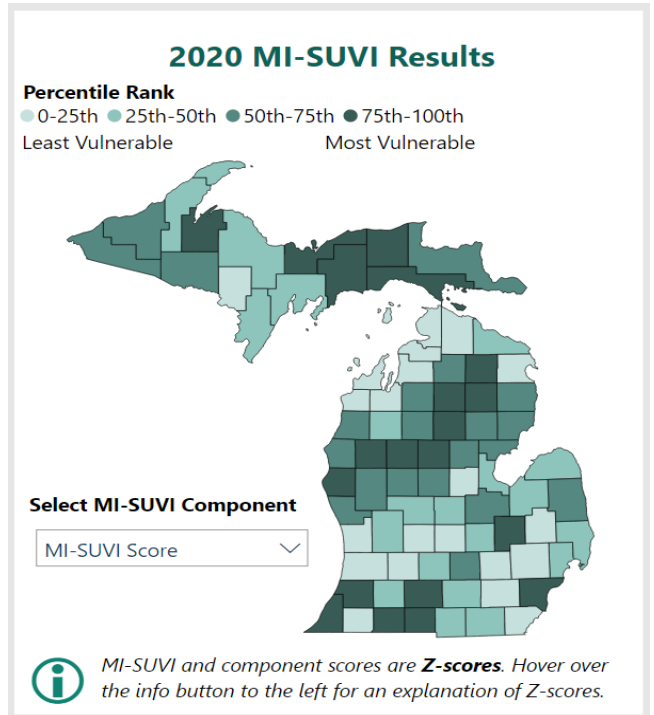 2020 MI-SUVI Results
Percentile Rank
0-25th 25th-50th 50th-75th 75th-100th
Least Vulnerable Most Vulnerable
Select MI-SUVI Component
MI-SUVI Score
MI-SUVI and component scores are Z-scores. Hover over
the info button to the left for an explanation of Z-scores.